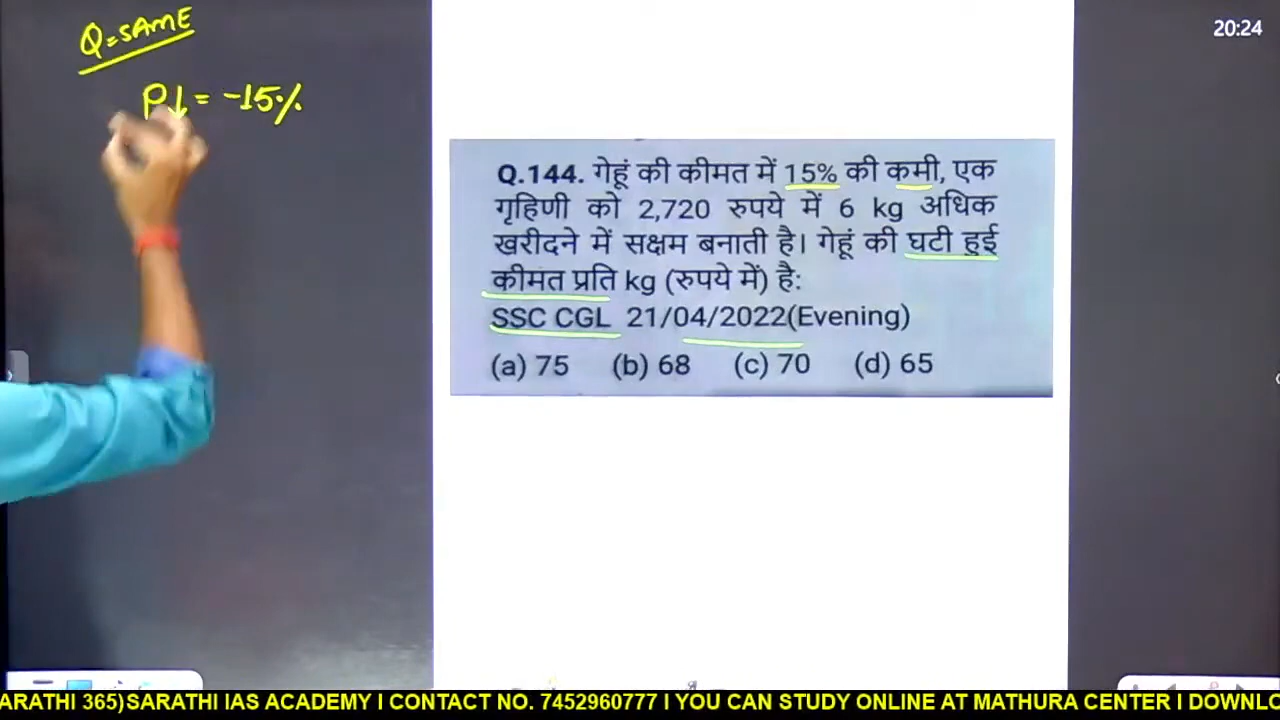 Q=SAME
P↓ = -15%
20:24
Q.144. गेहूं की कीमत में 15% की कमी, एक
गृहिणी को 2,720 रुपये में 6 kg अधिक
खरीदने में सक्षम बनाती है। गेहूं की घटी हुई
कीमत प्रति kg (रुपये में) है:
SSC CGL 21/04/2022(Evening)
(a) 75 (b) 68 (c) 70 (d) 65
ARATHI 365)SARATHI IAS ACADEMY I CONTACT NO. 7452960777 I YOU CAN STUDY ONLINE AT MATHURA CENTER I DOWNLO